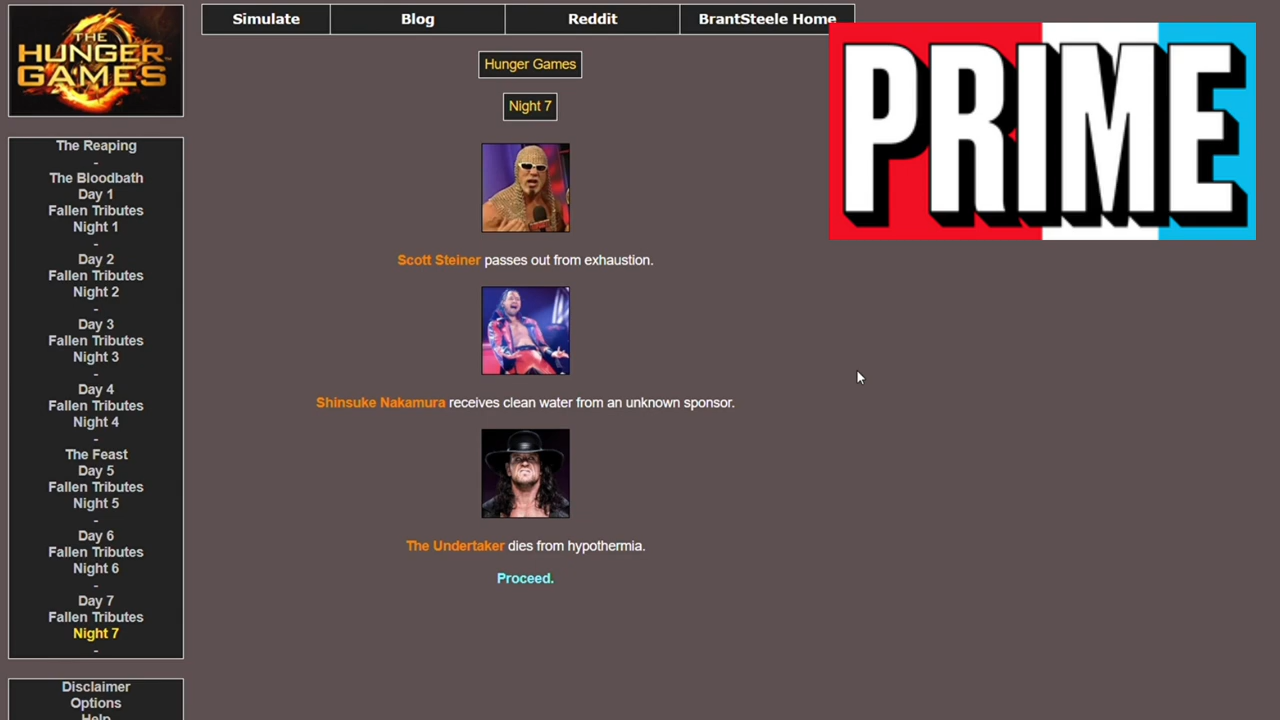 THE
HUNGER
GAMES
Simulate
Blog
Reddit
BrantSteele Home
PRIME
Hunger Games
Night 7
The Reaping
-
The Bloodbath
Day 1
Fallen Tributes
Night 1
-
Day 2
Fallen Tributes
Night 2
-
Day 3
Fallen Tributes
Night 3
-
Day 4
Fallen Tributes
Night 4
-
The Feast
Day 5
Fallen Tributes
Night 5
-
Day 6
Fallen Tributes
Night 6
-
Day 7
Fallen Tributes
Night 7
-
Disclaimer
Options
Help
Scott Steiner passes out from exhaustion.
Shinsuke Nakamura receives clean water from an unknown sponsor.
The Undertaker dies from hypothermia.
Proceed.